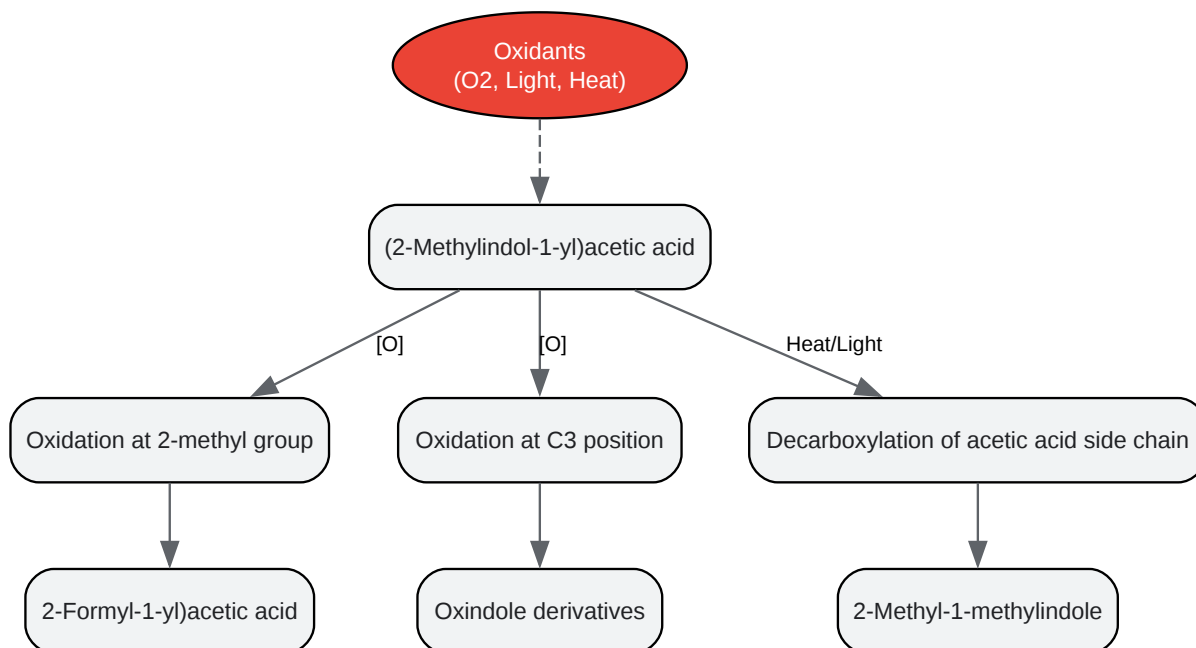 Oxidants
(O2, Light, Heat)
(2-Methylindol-1-yl)acetic acid
[O]
[O]
Heat/Light
Oxidation at 2-methyl group
Oxidation at C3 position
Decarboxylation of acetic acid side chain
2-Formyl-1-yl)acetic acid
Oxindole derivatives
2-Methyl-1-methylindole